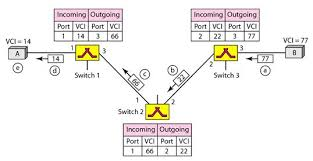 Incoming Outgoing
Port VCI Port VCI
1 14 3 66
Incoming Outgoing
Port VCI Port VCI
2 22 3 77
VCI = 14
VCI = 77
A
14
1
3
66
c
b
22
2
3
77
B
e
d
Switch 1
Switch 3
a
1
2
Switch 2
Incoming Outgoing
Port VCI Port VCI
1 66 2 22